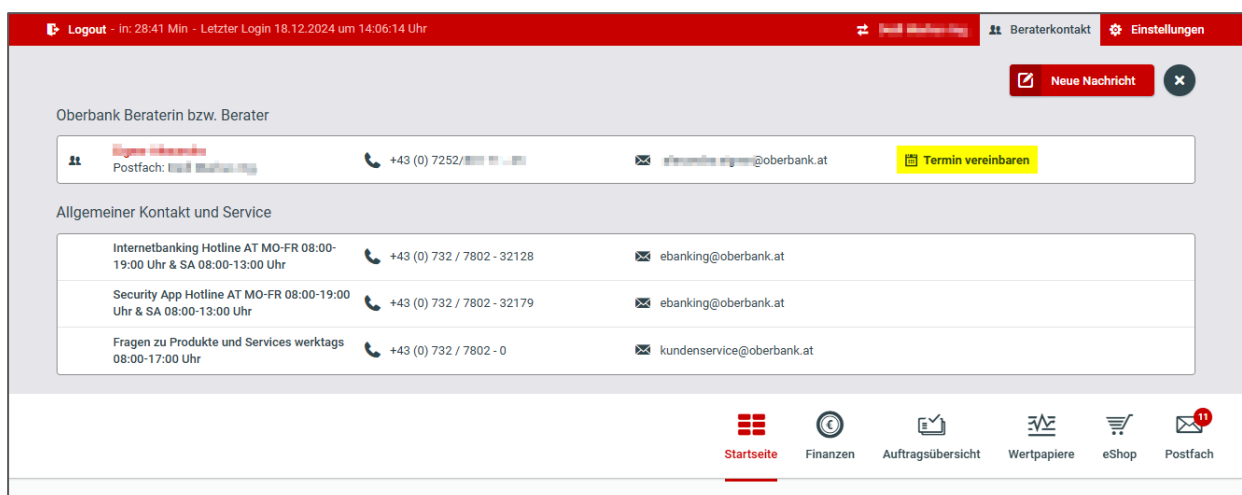 Logout - in: 28:41 Min - Letzter Login 18.12.2024 um 14:06:14 Uhr
Beraterkontakt
Einstellungen
Neue Nachricht
Oberbank Beraterin bzw. Berater
Postfach:
+43 (0) 7252/
@oberbank.at
Termin vereinbaren
Allgemeiner Kontakt und Service
Internetbanking Hotline AT MO-FR 08:00-
19:00 Uhr & SA 08:00-13:00 Uhr
+43 (0) 732 / 7802 - 32128
ebanking@oberbank.at
Security App Hotline AT MO-FR 08:00-19:00
Uhr & SA 08:00-13:00 Uhr
+43 (0) 732 / 7802 - 32179
ebanking@oberbank.at
Fragen zu Produkte und Services werktags
08:00-17:00 Uhr
+43 (0) 732 / 7802 - 0
kundenservice@oberbank.at
11
Startseite
Finanzen
Auftragsübersicht
Wertpapiere
eShop
Postfach